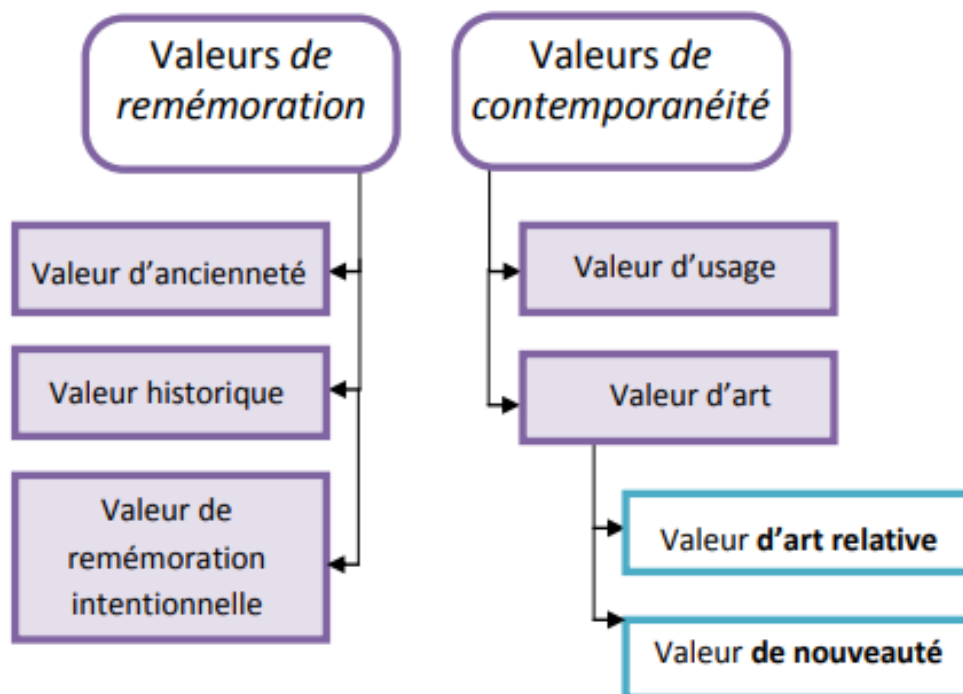 Valeurs de
remémoration
Valeur d’ancienneté
Valeur historique
Valeur de
remémoration
intentionnelle
Valeurs de
contemporanéité
Valeur d’usage
Valeur d’art
Valeur d’art relative
Valeur de nouveauté